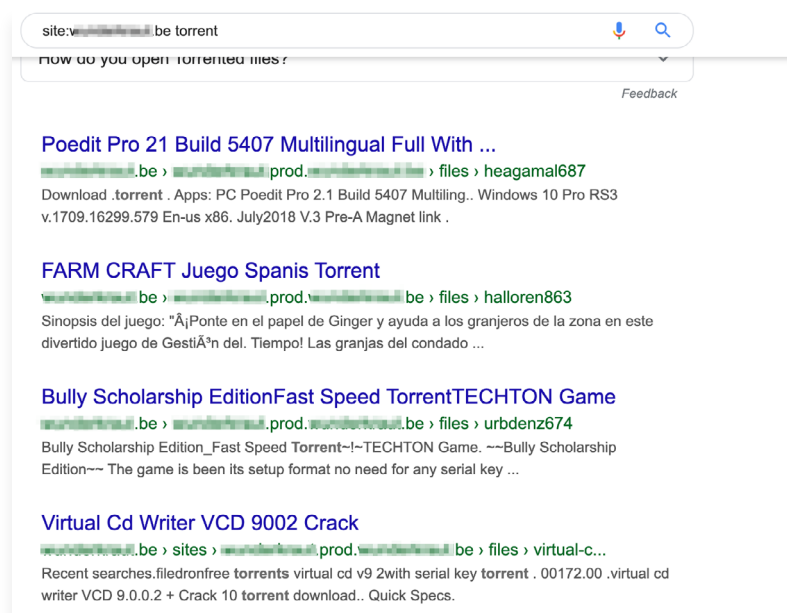 site: .be torrent
How do you open Torrented files?
Feedback
Poedit Pro 21 Build 5407 Multilingual Full With ...
.be › .prod. › files › heagamal687
Download .torrent . Apps: PC Poedit Pro 2.1 Build 5407 Multiling.. Windows 10 Pro RS3
v.1709.16299.579 En-us x86. July2018 V.3 Pre-A Magnet link .
FARM CRAFT Juego Spanis Torrent
.be › .prod. be › files › halloren863
Sinopsis del juego: "Â¡Ponte en el papel de Ginger y ayuda a los granjeros de la zona en este
divertido juego de GestiÃ³n del. Tiempo! Las granjas del condado ...
Bully Scholarship EditionFast Speed TorrentTECHTON Game
.be › .prod. .be › files › urbdenz674
Bully Scholarship Edition_Fast Speed Torrent~!~TECHTON Game. ~~Bully Scholarship
Edition~~ The game is been its setup format no need for any serial key ...
Virtual Cd Writer VCD 9002 Crack
.be › sites › .prod. be › files › virtual-c...
Recent searches.filedronfree torrents virtual cd v9 2with serial key torrent . 00172.00 .virtual cd
writer VCD 9.0.0.2 + Crack 10 torrent download.. Quick Specs.